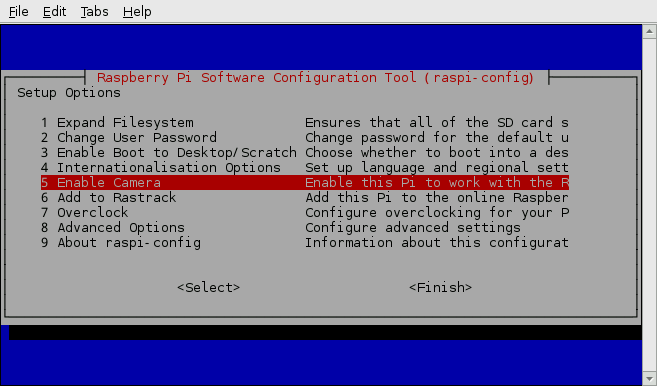 File Edit Tabs Help
Raspberry Pi Software Configuration Tool (raspi-config)
Setup Options
1 Expand Filesystem Ensures that all of the SD card s
2 Change User Password Change password for the default u
3 Enable Boot to Desktop/Scratch Choose whether to boot into a des
4 Internationalisation Options Set up language and regional sett
5 Enable Camera Enable this Pi to work with the R
6 Add to Rastrack Add this Pi to the online Raspber
7 Overclock Configure overclocking for your P
8 Advanced Options Configure advanced settings
9 About raspi-config Information about this configurat
<Select> <Finish>